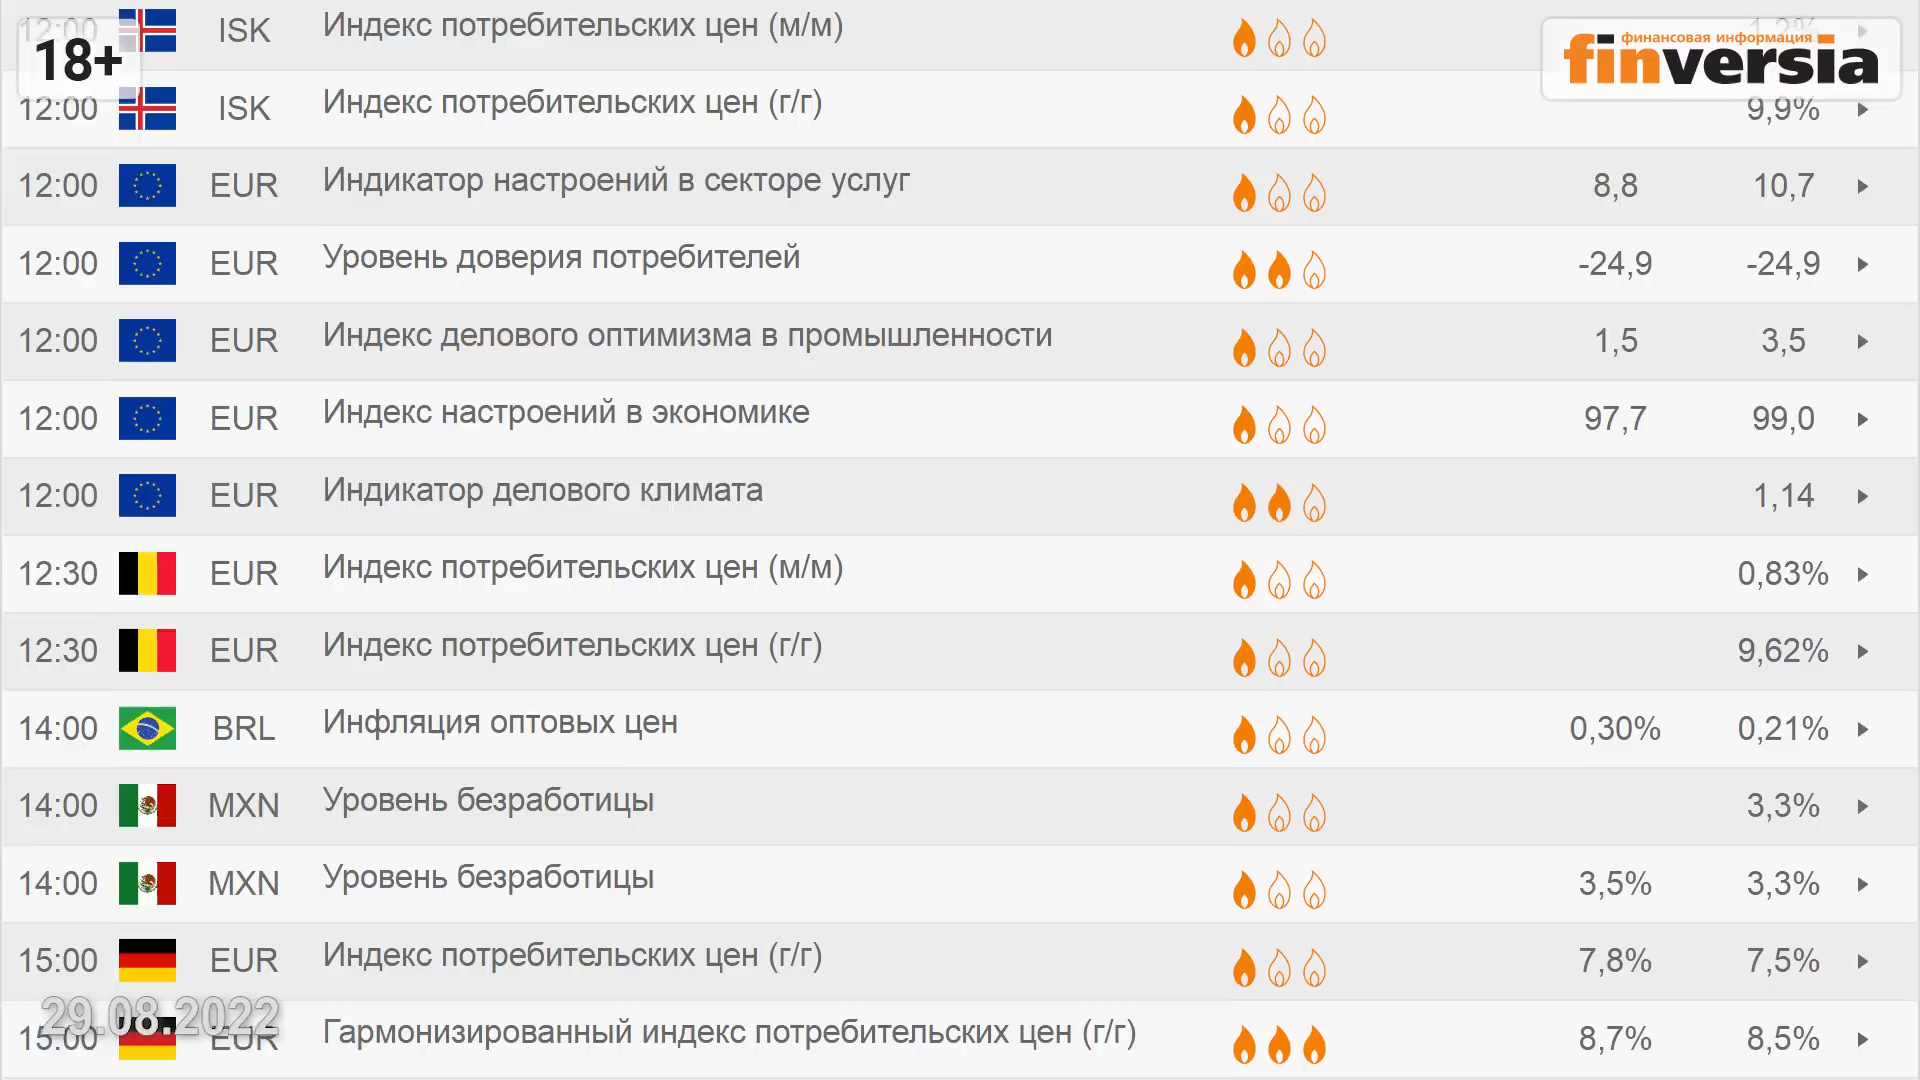 12:00 ISK Индекс потребительских цен (м/м) 1,2%
18+
финансовая информация
finversia
12:00 ISK Индекс потребительских цен (г/г) 9,9%
12:00 EUR Индикатор настроений в секторе услуг 8,8 10,7
12:00 EUR Уровень доверия потребителей -24,9 -24,9
12:00 EUR Индекс делового оптимизма в промышленности 1,5 3,5
12:00 EUR Индекс настроений в экономике 97,7 99,0
12:00 EUR Индикатор делового климата 1,14
12:30 EUR Индекс потребительских цен (м/м) 0,83%
12:30 EUR Индекс потребительских цен (г/г) 9,62%
14:00 BRL Инфляция оптовых цен 0,30% 0,21%
14:00 MXN Уровень безработицы 3,3%
14:00 MXN Уровень безработицы 3,5% 3,3%
15:00 EUR Индекс потребительских цен (г/г) 7,8% 7,5%
29.08.2022
15:00 EUR Гармонизированный индекс потребительских цен (г/г) 8,7% 8,5%